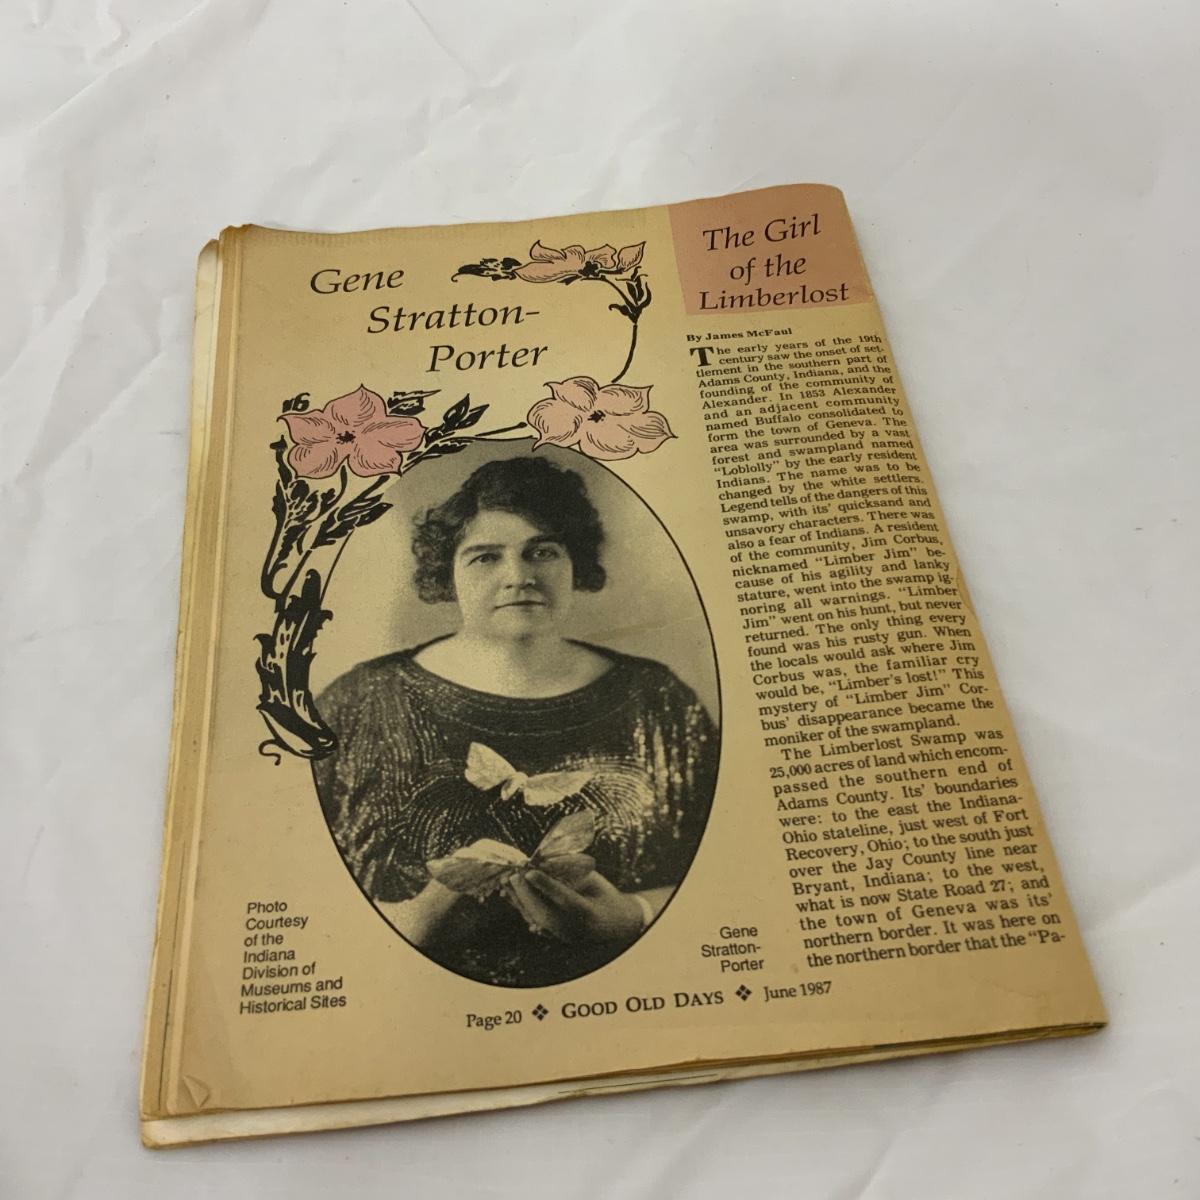 Gene
Stratton-
Porter
The Girl
of the
Limberlost
By James McFaul
The early years of the 19th
century saw the onset of set-
tlement in the southern part of
Adams County, Indiana, and the
founding of the community of
Alexander. In 1853 Alexander
and an adjacent community
named Buffalo consolidated to
form the town of Geneva. The
area was surrounded by a vast
forest and swampland named
"Loblolly" by the early resident
Indians. The name was to be
changed by the white settlers.
Legend tells of the dangers of this
swamp, with its' quicksand and
unsavory characters. There was
also a fear of Indians. A resident
of the community, Jim Corbus,
nicknamed "Limber Jim" be-
cause of his agility and lanky
stature, went into the swamp ig-
noring all warnings. "Limber
Jim" went on his hunt, but never
returned. The only thing every
found was his rusty gun. When
the locals would ask where Jim
Corbus was, the familiar cry
would be, "Limber's lost!" This
mystery of "Limber Jim" Cor-
bus' disappearance became the
moniker of the swampland.
The Limberlost Swamp was
25,000 acres of land which encom-
passed the southern end of
Adams County. Its' boundaries
were: to the east the Indiana-
Ohio stateline, just west of Fort
Recovery, Ohio; to the south just
over the Jay County line near
Bryant, Indiana; to the west,
what is now State Road 27; and
the town of Geneva was its'
northern border. It was here on
the northern border that the "Pa-
Photo
Courtesy
of the
Indiana
Division of
Museums and
Historical Sites
Gene
Stratton-
Porter
Page 20 ❖ GOOD OLD DAYS ❖ June 1987